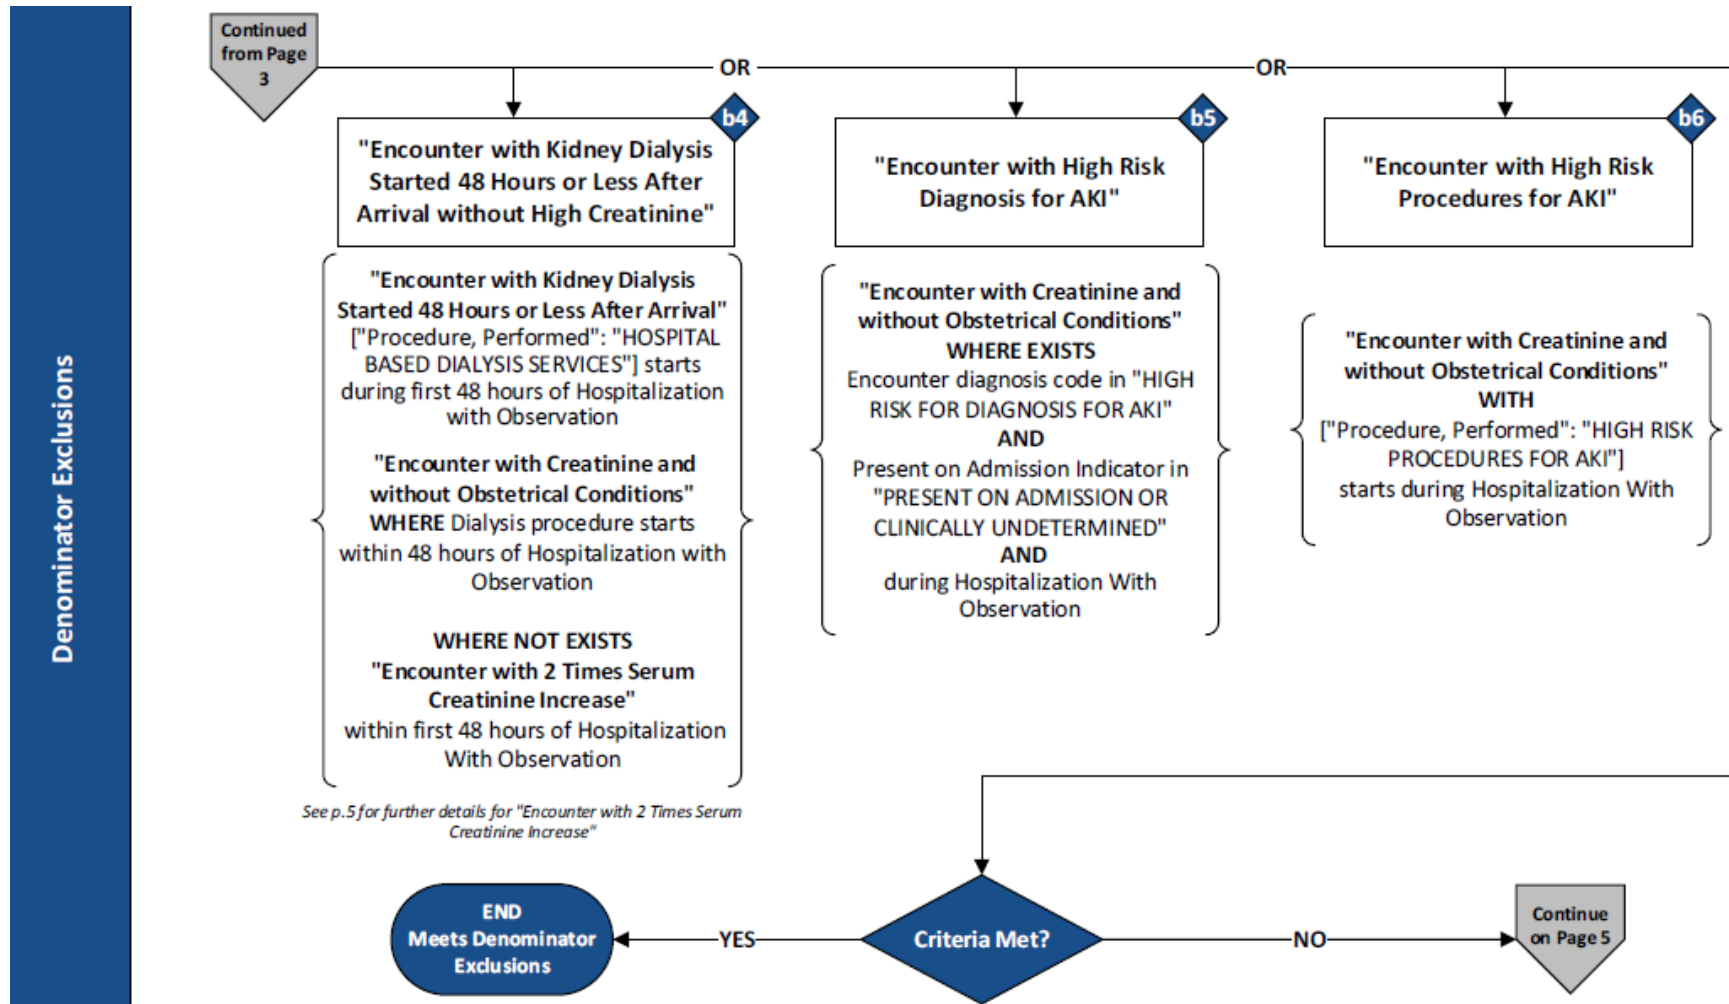 Denominator Exclusions
Continued
from Page
3
OR
OR
b4
"Encounter with Kidney Dialysis
Started 48 Hours or Less After
Arrival without High Creatinine"
"Encounter with Kidney Dialysis
Started 48 Hours or Less After Arrival"
["Procedure, Performed": "HOSPITAL
BASED DIALYSIS SERVICES"] starts
during first 48 hours of Hospitalization
with Observation
"Encounter with Creatinine and
without Obstetrical Conditions"
WHERE Dialysis procedure starts
within 48 hours of Hospitalization with
Observation
WHERE NOT EXISTS
"Encounter with 2 Times Serum
Creatinine Increase"
within first 48 hours of Hospitalization
With Observation
See p.5 for further details for "Encounter with 2 Times Serum
Creatinine Increase"
b5
"Encounter with High Risk
Diagnosis for AKI"
"Encounter with Creatinine and
without Obstetrical Conditions"
WHERE EXISTS
Encounter diagnosis code in "HIGH
RISK FOR DIAGNOSIS FOR AKI"
AND
Present on Admission Indicator in
"PRESENT ON ADMISSION OR
CLINICALLY UNDETERMINED"
AND
during Hospitalization With
Observation
b6
"Encounter with High Risk
Procedures for AKI"
"Encounter with Creatinine and
without Obstetrical Conditions"
WITH
["Procedure, Performed": "HIGH RISK
PROCEDURES FOR AKI"]
starts during Hospitalization With
Observation
END
Meets Denominator
Exclusions
YES
Criteria Met?
NO
Continue
on Page 5